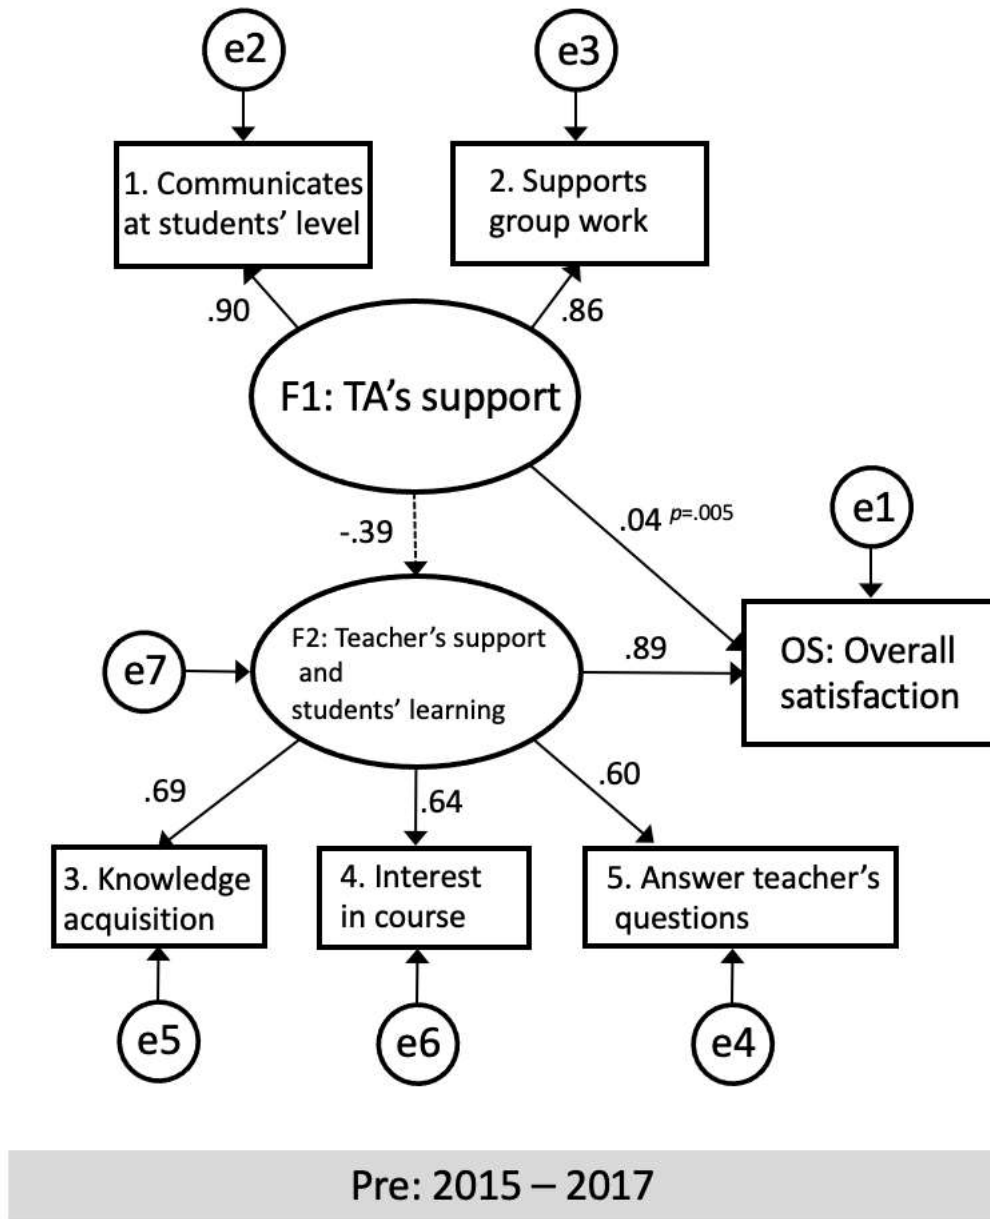 e2
e3
1. Communicates
at students’ level
2. Supports
group work
.90
.86
F1: TA’s support
-.39
.04 p=.005
e1
e7
F2: Teacher’s support
and
students’ learning
.89
OS: Overall
satisfaction
.69
.64
.60
3. Knowledge
acquisition
4. Interest
in course
5. Answer teacher’s
questions
e5
e6
e4
Pre: 2015 – 2017